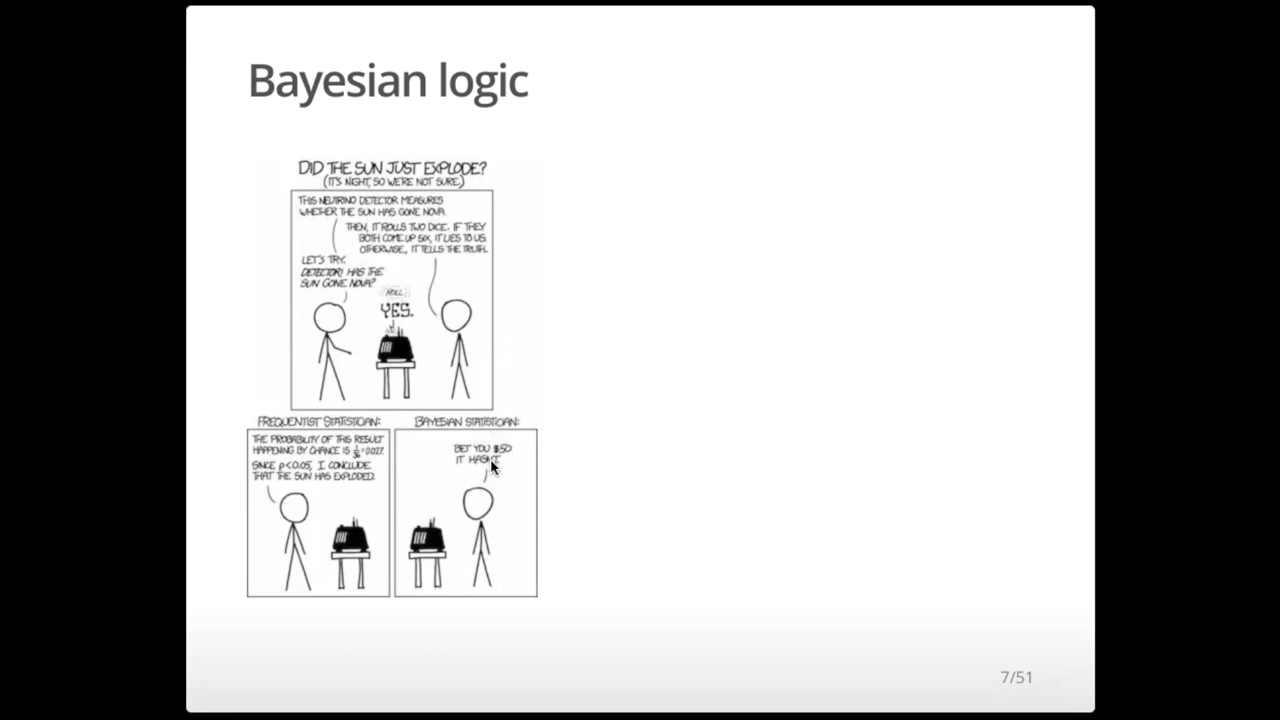 Bayesian logic
DID THE SUN JUST EXPLODE?
(IT'S NIGHT, SO WE'RE NOT SURE.)
THIS NEUTRINO DETECTOR MEASURES
WHETHER THE SUN HAS GONE NOVA.
THEN, IT ROLLS TWO DICE. IF THEY
BOTH COME UP SIX, IT LIES TO US.
OTHERWISE, IT TELLS THE TRUTH.
LET'S TRY.
DETECTOR! HAS THE
SUN GONE NOVA?
ROLL
YES.
FREQUENTIST STATISTICIAN:
THE PROBABILITY OF THIS RESULT
HAPPENING BY CHANCE IS 1/36=0.027.
SINCE p<0.05, I CONCLUDE
THAT THE SUN HAS EXPLODED.
BAYESIAN STATISTICIAN:
BET YOU $50
IT HASN'T.
7/51